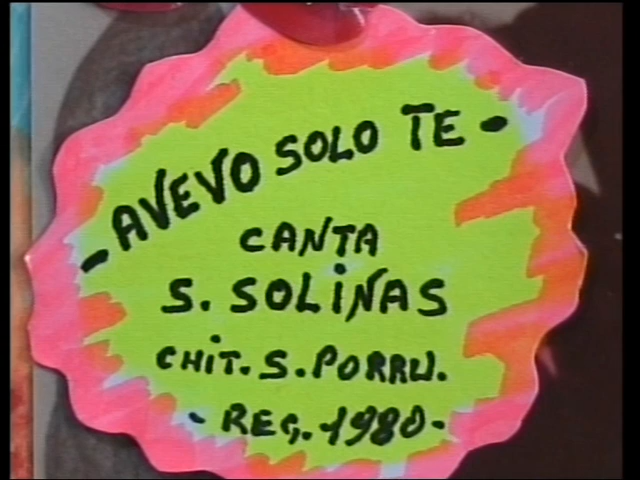 - AVEVO SOLO TE -
CANTA
S. SOLiNAS
CHiT. S. PORRU.
- REG. 1980 -